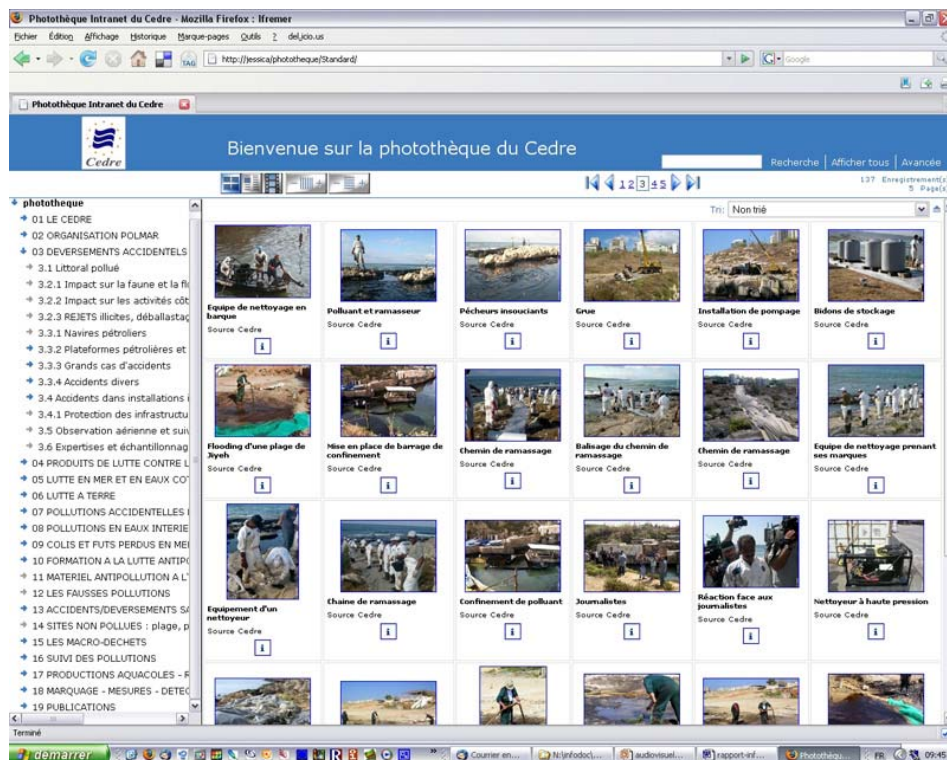 Photothèque Intranet du Cedre - Mozilla Firefox : Ifremer
Fichier Édition Affichage Historique Marque-pages Outils ? del.icio.us
TAG http://jessica/phototheque/Standard/ Google
Photothèque Intranet du Cedre
Cedre
Bienvenue sur la photothèque du Cedre
Recherche | Afficher tous | Avancée
1 2 3 4 5
137 Enregistrement(s
5 Page(s
phototheque
01 LE CEDRE
02 ORGANISATION POLMAR
03 DEVERSEMENTS ACCIDENTELS
3.1 Littoral pollué
3.2.1 Impact sur la faune et la fl
3.2.2 Impact sur les activités côt
3.2.3 REJETS illicites, déballastag
3.3.1 Navires pétroliers
3.3.2 Plateformes pétrolières et
3.3.3 Grands cas d'accidents
3.3.4 Accidents divers
3.4 Accidents dans installations i
3.4.1 Protection des infrastructu
3.5 Observation aérienne et suiv
3.6 Expertises et échantillonnag
04 PRODUITS DE LUTTE CONTRE L
05 LUTTE EN MER ET EN EAUX CO
06 LUTTE A TERRE
07 POLLUTIONS ACCIDENTELLES
08 POLLUTIONS EN EAUX INTERIE
09 COLIS ET FUTS PERDUS EN ME
10 FORMATION A LA LUTTE ANTIP
11 MATERIEL ANTIPOLLUTION A L'
12 LES FAUSSES POLLUTIONS
13 ACCIDENTS/DEVERSEMENTS SA
14 SITES NON POLLUES : plage, p
15 LES MACRO-DECHETS
16 SUIVI DES POLLUTIONS
17 PRODUCTIONS AQUACOLES - R
18 MARQUAGE - MESURES - DETEC
19 PUBLICATIONS
Tri: Non trié
Equipe de nettoyage en barque
Source Cedre
i
Polluant et ramasseur
Source Cedre
i
Pécheurs insouciants
Source Cedre
i
Grue
Source Cedre
i
Installation de pompage
Source Cedre
i
Bidons de stockage
Source Cedre
i
Flooding d'une plage de Jiyeh
Source Cedre
i
Mise en place de barrage de confinement
Source Cedre
i
Chemin de ramassage
Source Cedre
i
Balisage du chemin de ramassage
Source Cedre
i
Chemin de ramassage
Source Cedre
i
Equipe de nettoyage prenant ses marques
Source Cedre
i
Equipement d'un nettoyeur
Source Cedre
i
Chaine de ramassage
Source Cedre
i
Confinement de polluant
Source Cedre
i
Journalistes
Source Cedre
i
Réaction face aux journalistes
Source Cedre
i
Nettoyeur à haute pression
Source Cedre
i
Terminé
démarrer Courrier en... N:\infodoc\... audiovisuel... rapport-inf... Photothèqu... FR 09:45